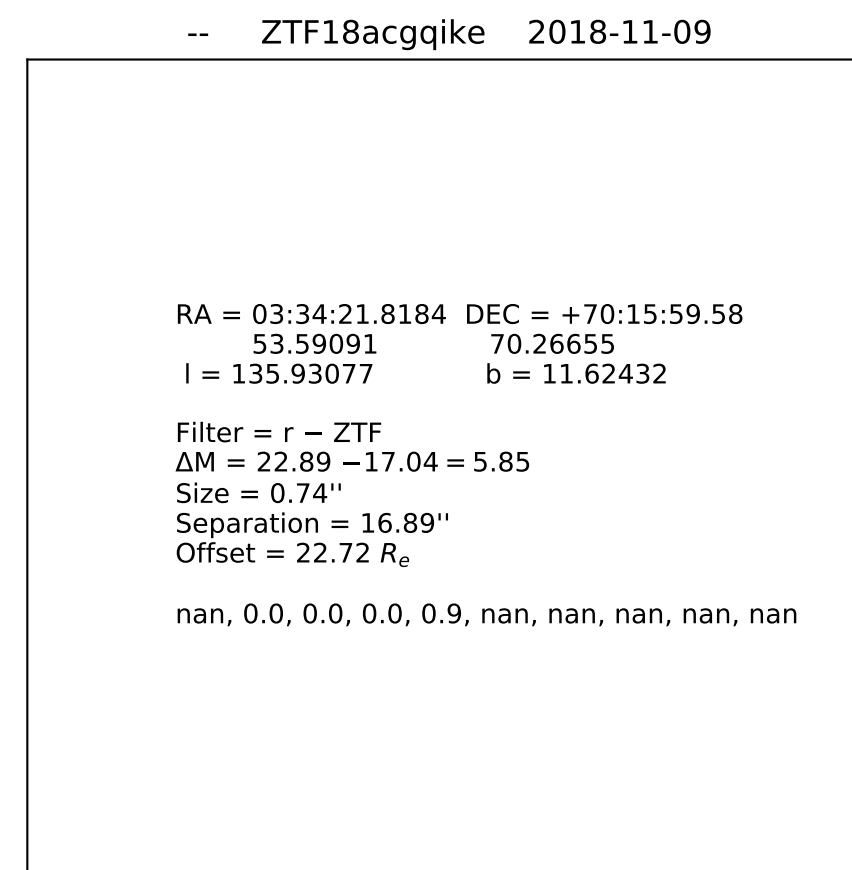 -- ZTF18acgqike 2018-11-09
RA = 03:34:21.8184 DEC = +70:15:59.58
53.59091 70.26655
l = 135.93077 b = 11.62432
Filter = r − ZTF
ΔM = 22.89 −17.04 = 5.85
Size = 0.74''
Separation = 16.89''
Offset = 22.72 Re
nan, 0.0, 0.0, 0.0, 0.9, nan, nan, nan, nan, nan